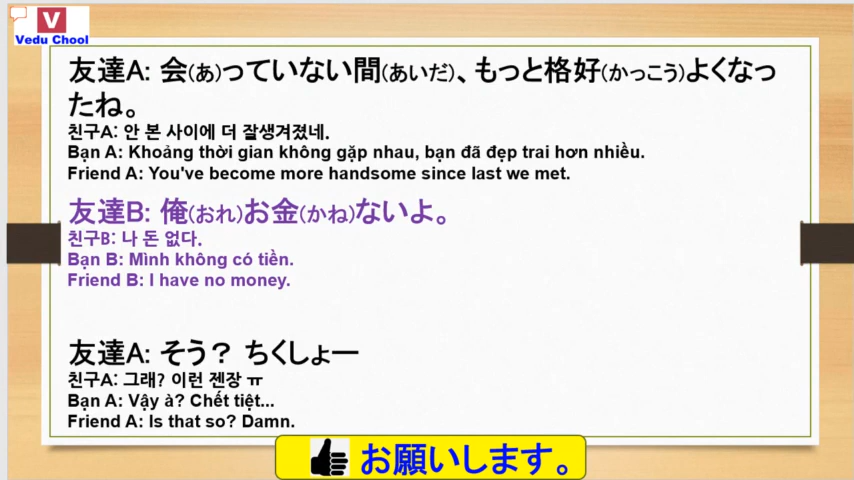 V
Vedu Chool
友達A: 会(あ)っていない間(あいだ)、もっと格好(かっこう)よくなっ
たね。
친구A: 안 본 사이에 더 잘생겨졌네.
Bạn A: Khoảng thời gian không gặp nhau, bạn đã đẹp trai hơn nhiều.
Friend A: You've become more handsome since last we met.
友達B: 俺(おれ)お金(かね)ないよ。
친구B: 나 돈 없다.
Bạn B: Mình không có tiền.
Friend B: I have no money.
友達A: そう? ちくしょー
친구A: 그래? 이런 젠장 ㅠ
Bạn A: Vậy à? Chết tiệt...
Friend A: Is that so? Damn.
お願いします。